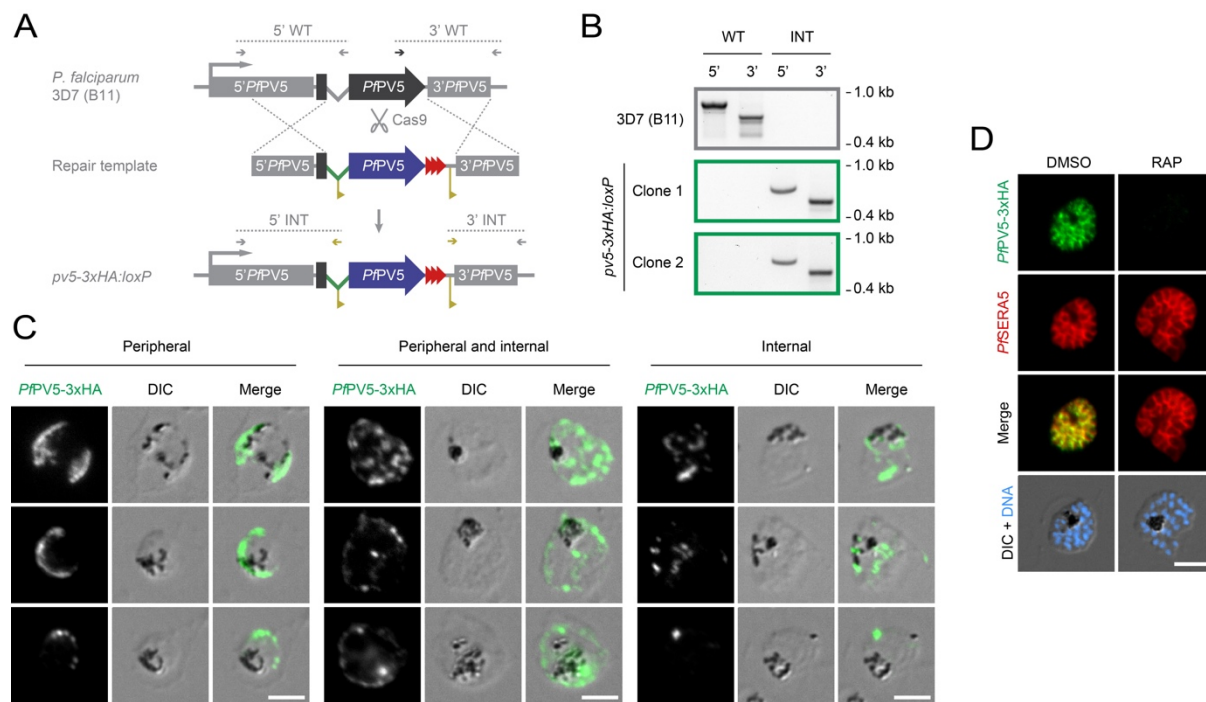 A
5' WT
3' WT
P. falciparum
3D7 (B11)
5'PfPV5
PfPV5
3'PfPV5
Cas9
Repair template
5'PfPV5
PfPV5
3'PfPV5
5' INT
3' INT
pv5-3xHA:loxP
5'PfPV5
PfPV5
3'PfPV5
B
WT
INT
5'
3'
5'
3'
3D7 (B11)
- 1.0 kb
- 0.4 kb
pv5-3xHA:loxP
Clone 1
- 1.0 kb
- 0.4 kb
Clone 2
- 1.0 kb
- 0.4 kb
C
Peripheral
Peripheral and internal
Internal
PfPV5-3xHA
DIC
Merge
PfPV5-3xHA
DIC
Merge
PfPV5-3xHA
DIC
Merge
D
DMSO
RAP
PfPV5-3xHA
PfSERA5
Merge
DIC + DNA